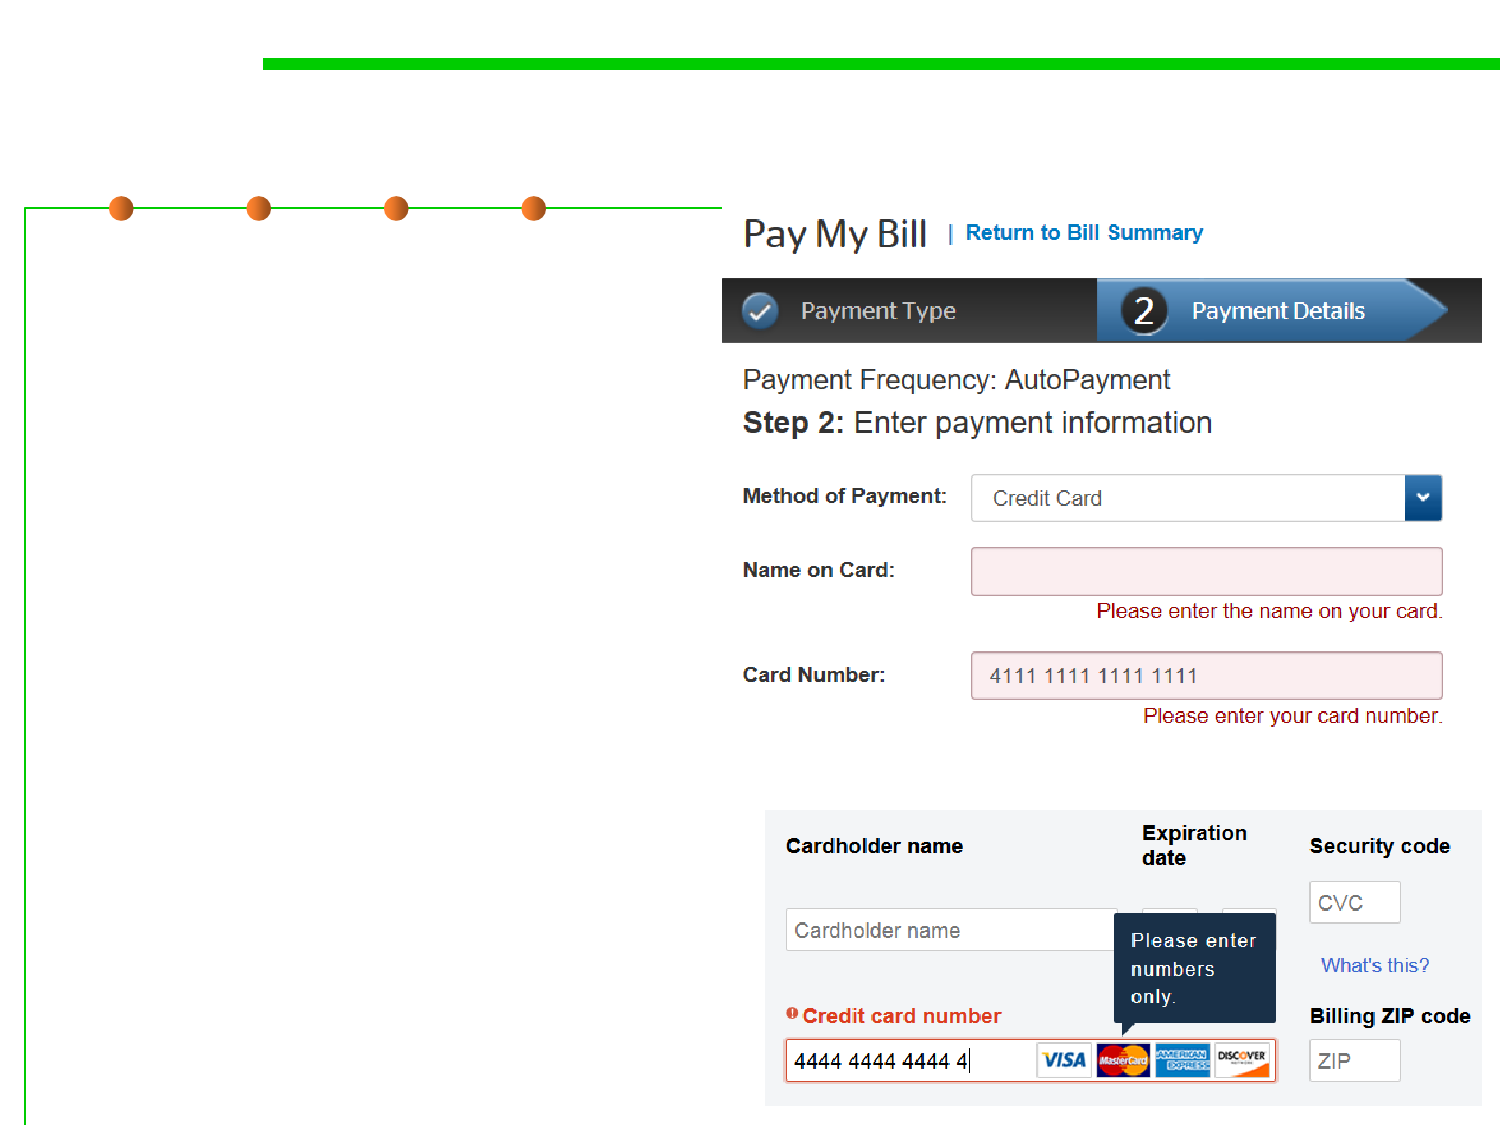 Pay My Bill | Return to Bill Summary
Payment Type 2 Payment Details
Payment Frequency: AutoPayment
Step 2: Enter payment information
Method of Payment: Credit Card
Name on Card:
Please enter the name on your card.
Card Number: 4111 1111 1111 1111
Please enter your card number.
Cardholder name Expiration date Security code
CVC
Cardholder name
Please enter
numbers
only.
What's this?
Credit card number Billing ZIP code
4444 4444 4444 4 VISA MasterCard AMERICAN EXPRESS DISCOVER ZIP